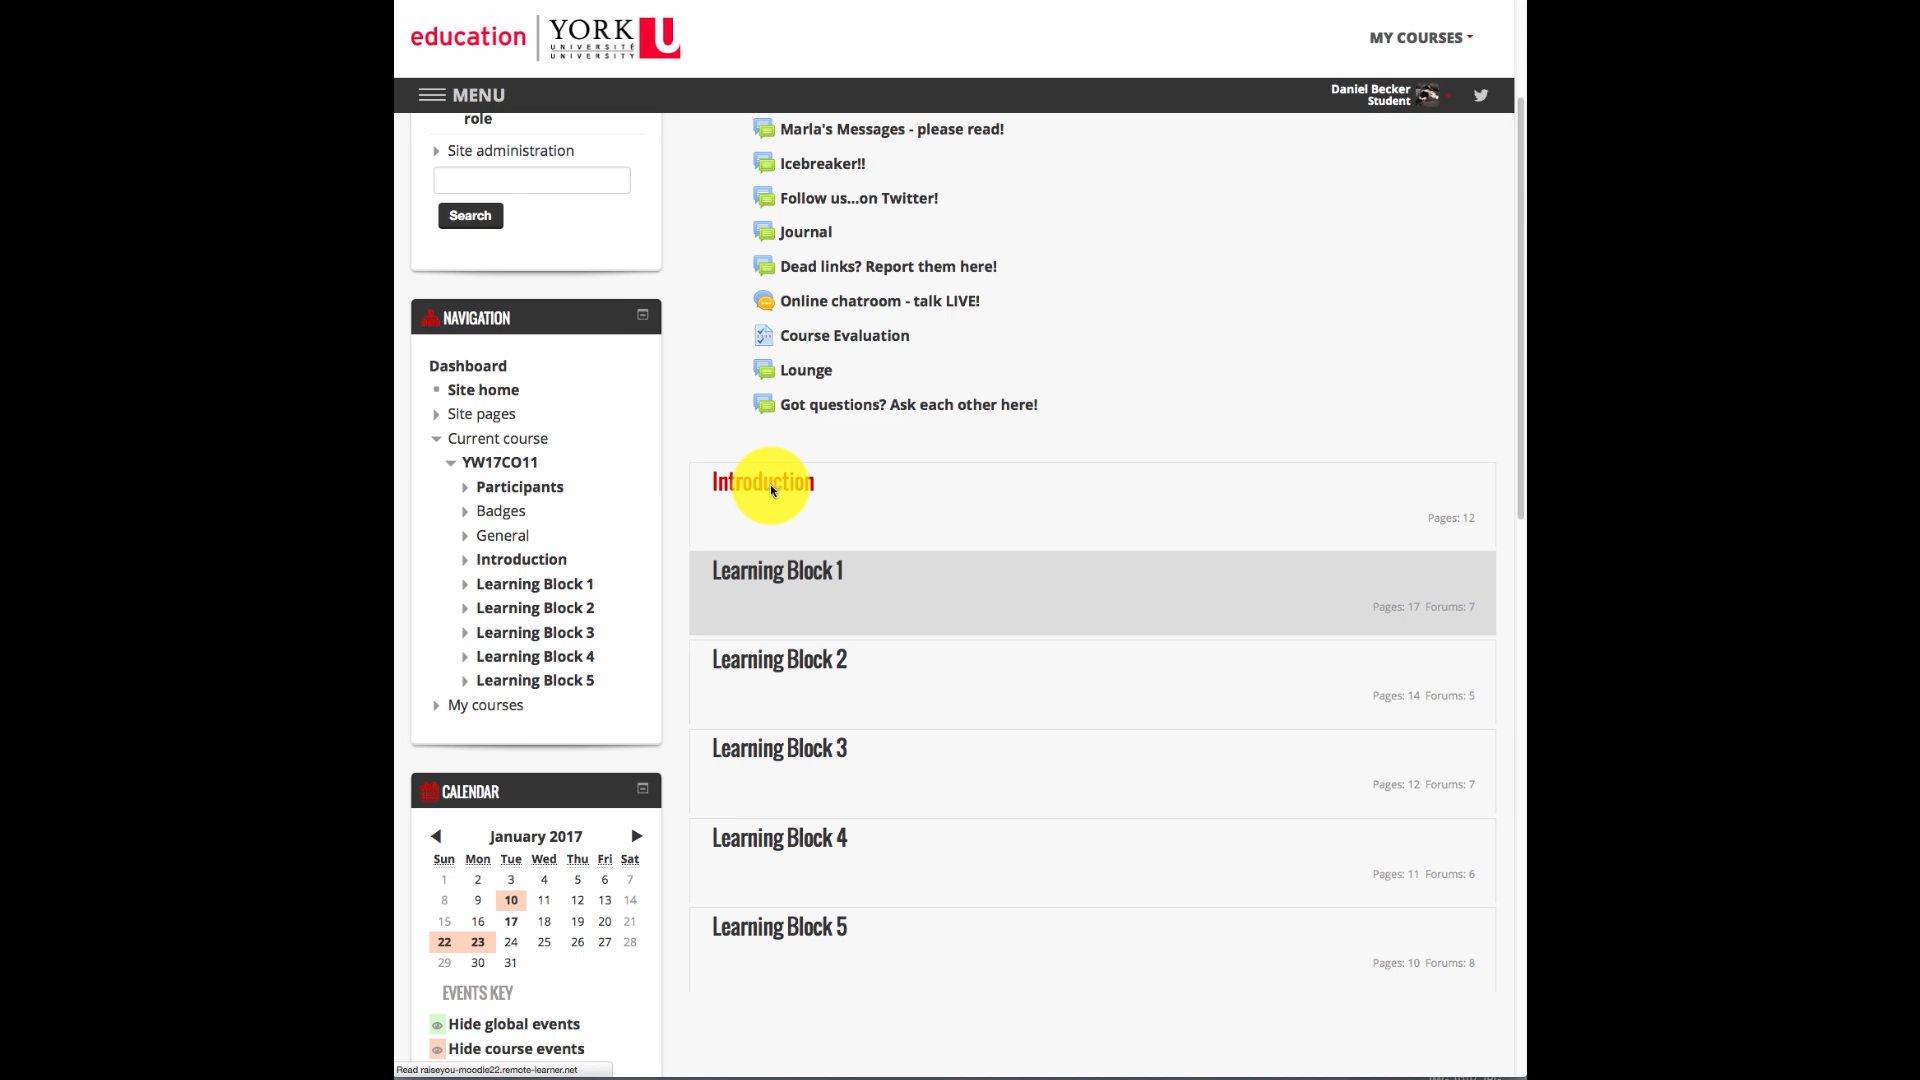 education
YORK
UNIVERSITÉ
UNIVERSITY
U
MY COURSES
MENU
Daniel Becker
Student
role
Site administration
Search
NAVIGATION
Dashboard
Site home
Site pages
Current course
YW17CO11
Participants
Badges
General
Introduction
Learning Block 1
Learning Block 2
Learning Block 3
Learning Block 4
Learning Block 5
My courses
CALENDAR
January 2017
Sun Mon Tue Wed Thu Fri Sat
1 2 3 4 5 6 7
8 9 10 11 12 13 14
15 16 17 18 19 20 21
22 23 24 25 26 27 28
29 30 31
EVENTS KEY
Hide global events
Hide course events
Read raiseyou-moodle22.remote-learner.net
Marla's Messages - please read!
Icebreaker!!
Follow us...on Twitter!
Journal
Dead links? Report them here!
Online chatroom - talk LIVE!
Course Evaluation
Lounge
Got questions? Ask each other here!
Introduction
Pages: 12
Learning Block 1
Pages: 17 Forums: 7
Learning Block 2
Pages: 14 Forums: 5
Learning Block 3
Pages: 12 Forums: 7
Learning Block 4
Pages: 11 Forums: 6
Learning Block 5
Pages: 10 Forums: 8